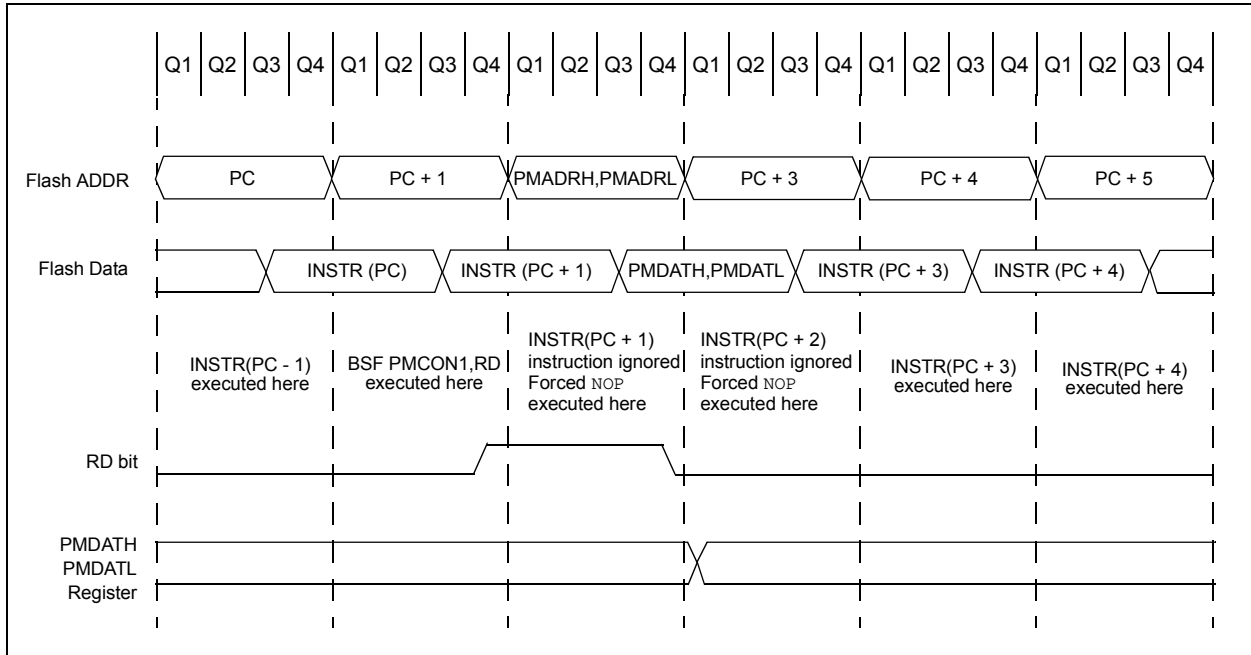 Q1 Q2 Q3 Q4 Q1 Q2 Q3 Q4 Q1 Q2 Q3 Q4 Q1 Q2 Q3 Q4 Q1 Q2 Q3 Q4 Q1 Q2 Q3 Q4
Flash ADDR PC PC + 1 PMADRH,PMADRL PC + 3 PC + 4 PC + 5
Flash Data INSTR (PC) INSTR (PC + 1) PMDATH,PMDATL INSTR (PC + 3) INSTR (PC + 4)
INSTR(PC - 1)
executed here
BSF PMCON1,RD
executed here
INSTR(PC + 1)
instruction ignored
Forced NOP
executed here
INSTR(PC + 2)
instruction ignored
Forced NOP
executed here
INSTR(PC + 3)
executed here
INSTR(PC + 4)
executed here
RD bit
PMDATH
PMDATL
Register